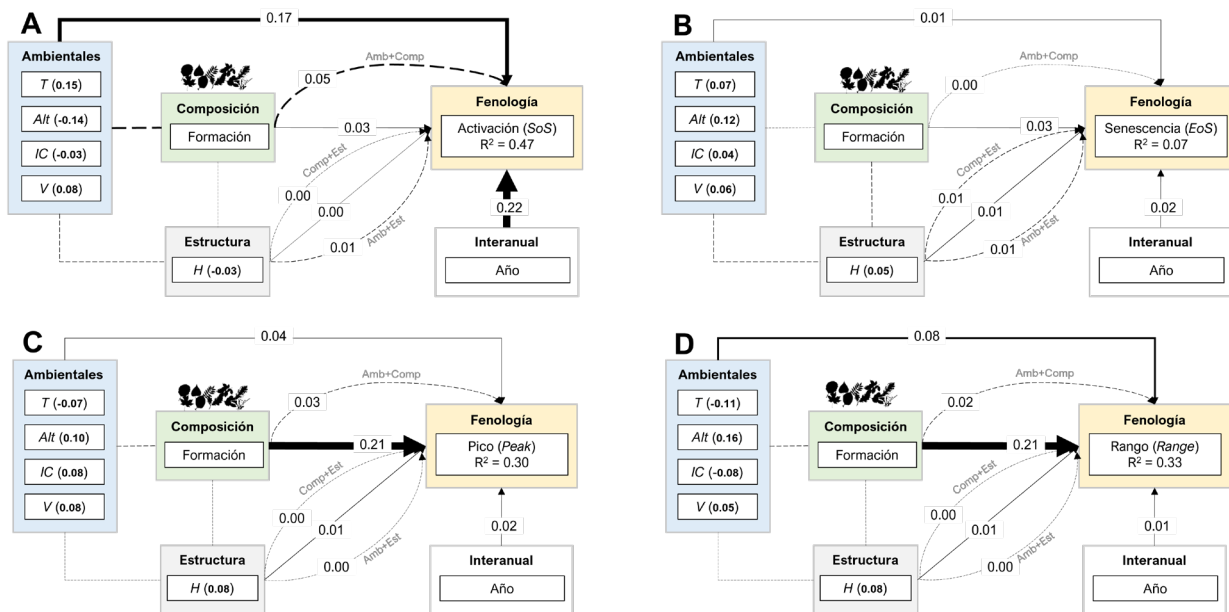 A
0.17
Ambientales
T (0.15)
Alt (-0.14)
IC (-0.03)
V (0.08)
Amb+Comp
0.05
Composición
Formación
0.03
Fenología
Activación (SoS)
R² = 0.47
Comp+Est
0.00
0.00
0.01
Amb+Est
0.22
Estructura
H (-0.03)
Interanual
Año
B
0.01
Ambientales
T (0.07)
Alt (0.12)
IC (0.04)
V (0.06)
Amb+Comp
0.00
Composición
Formación
0.03
Fenología
Senescencia (EoS)
R² = 0.07
Comp+Est
0.01
0.01
0.01
Amb+Est
0.02
Estructura
H (0.05)
Interanual
Año
C
0.04
Ambientales
T (-0.07)
Alt (0.10)
IC (0.08)
V (0.08)
Amb+Comp
0.03
Composición
Formación
0.21
Fenología
Pico (Peak)
R² = 0.30
Comp+Est
0.00
0.01
0.00
Amb+Est
0.02
Estructura
H (0.08)
Interanual
Año
D
0.08
Ambientales
T (-0.11)
Alt (0.16)
IC (-0.08)
V (0.05)
Amb+Comp
0.02
Composición
Formación
0.21
Fenología
Rango (Range)
R² = 0.33
Comp+Est
0.00
0.01
0.00
Amb+Est
0.01
Estructura
H (0.08)
Interanual
Año